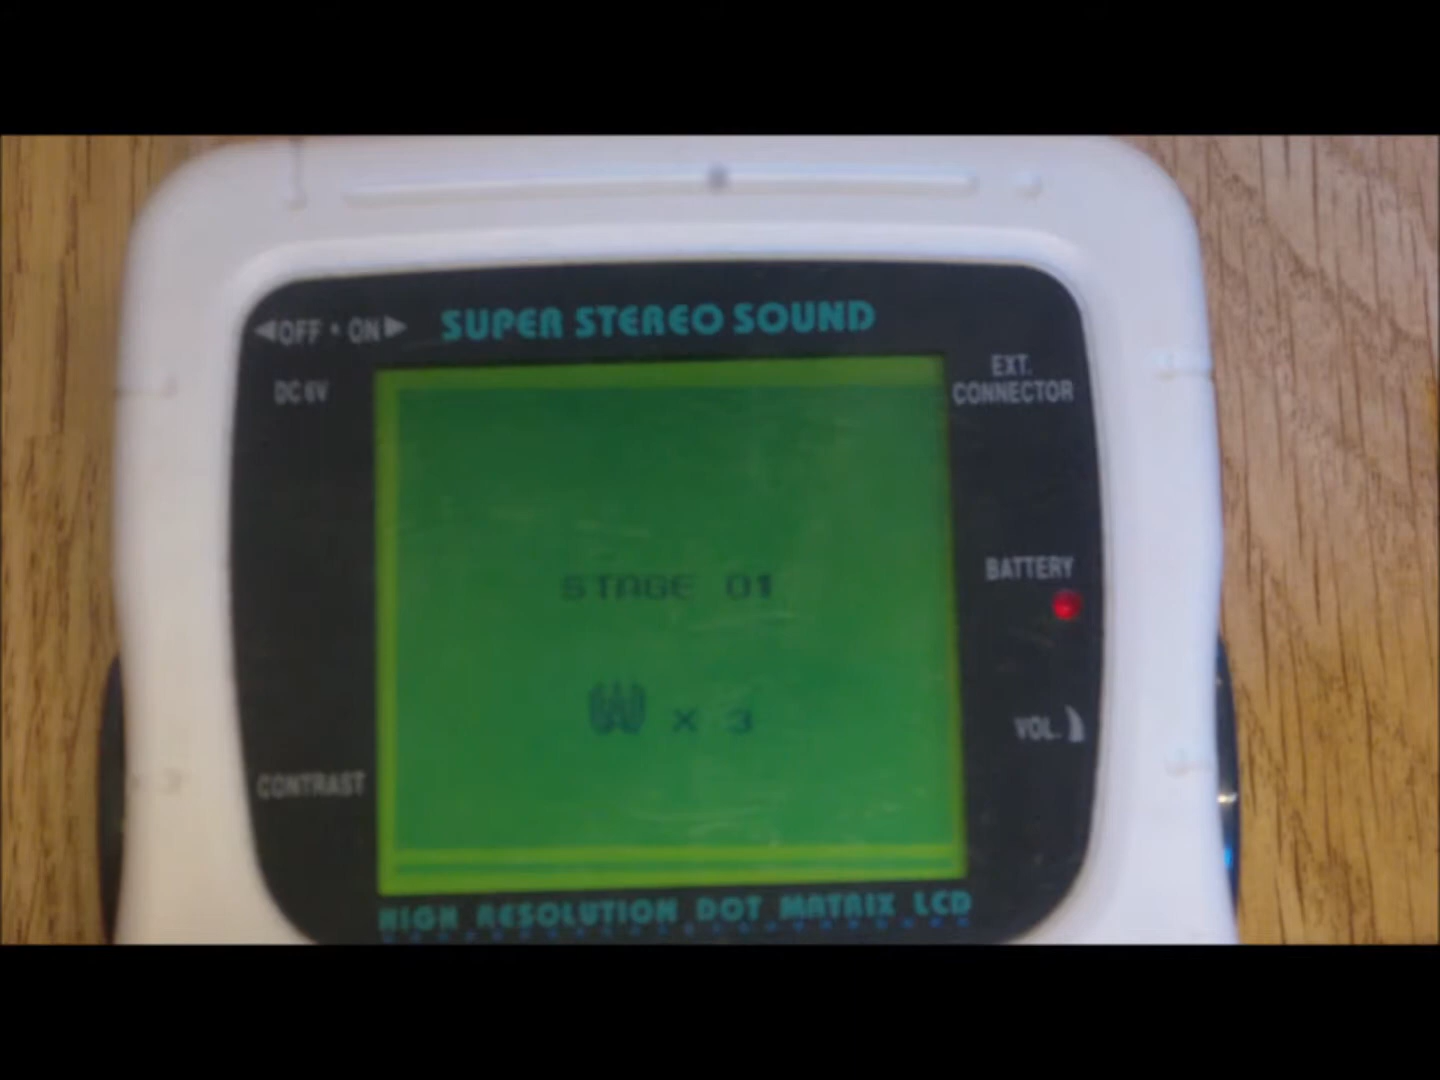 ◀OFF • ON▶
SUPER STEREO SOUND
DC 6V
EXT.
CONNECTOR
STAGE 01
BATTERY
X 3
VOL.
CONTRAST
HIGH RESOLUTION DOT MATRIX LCD